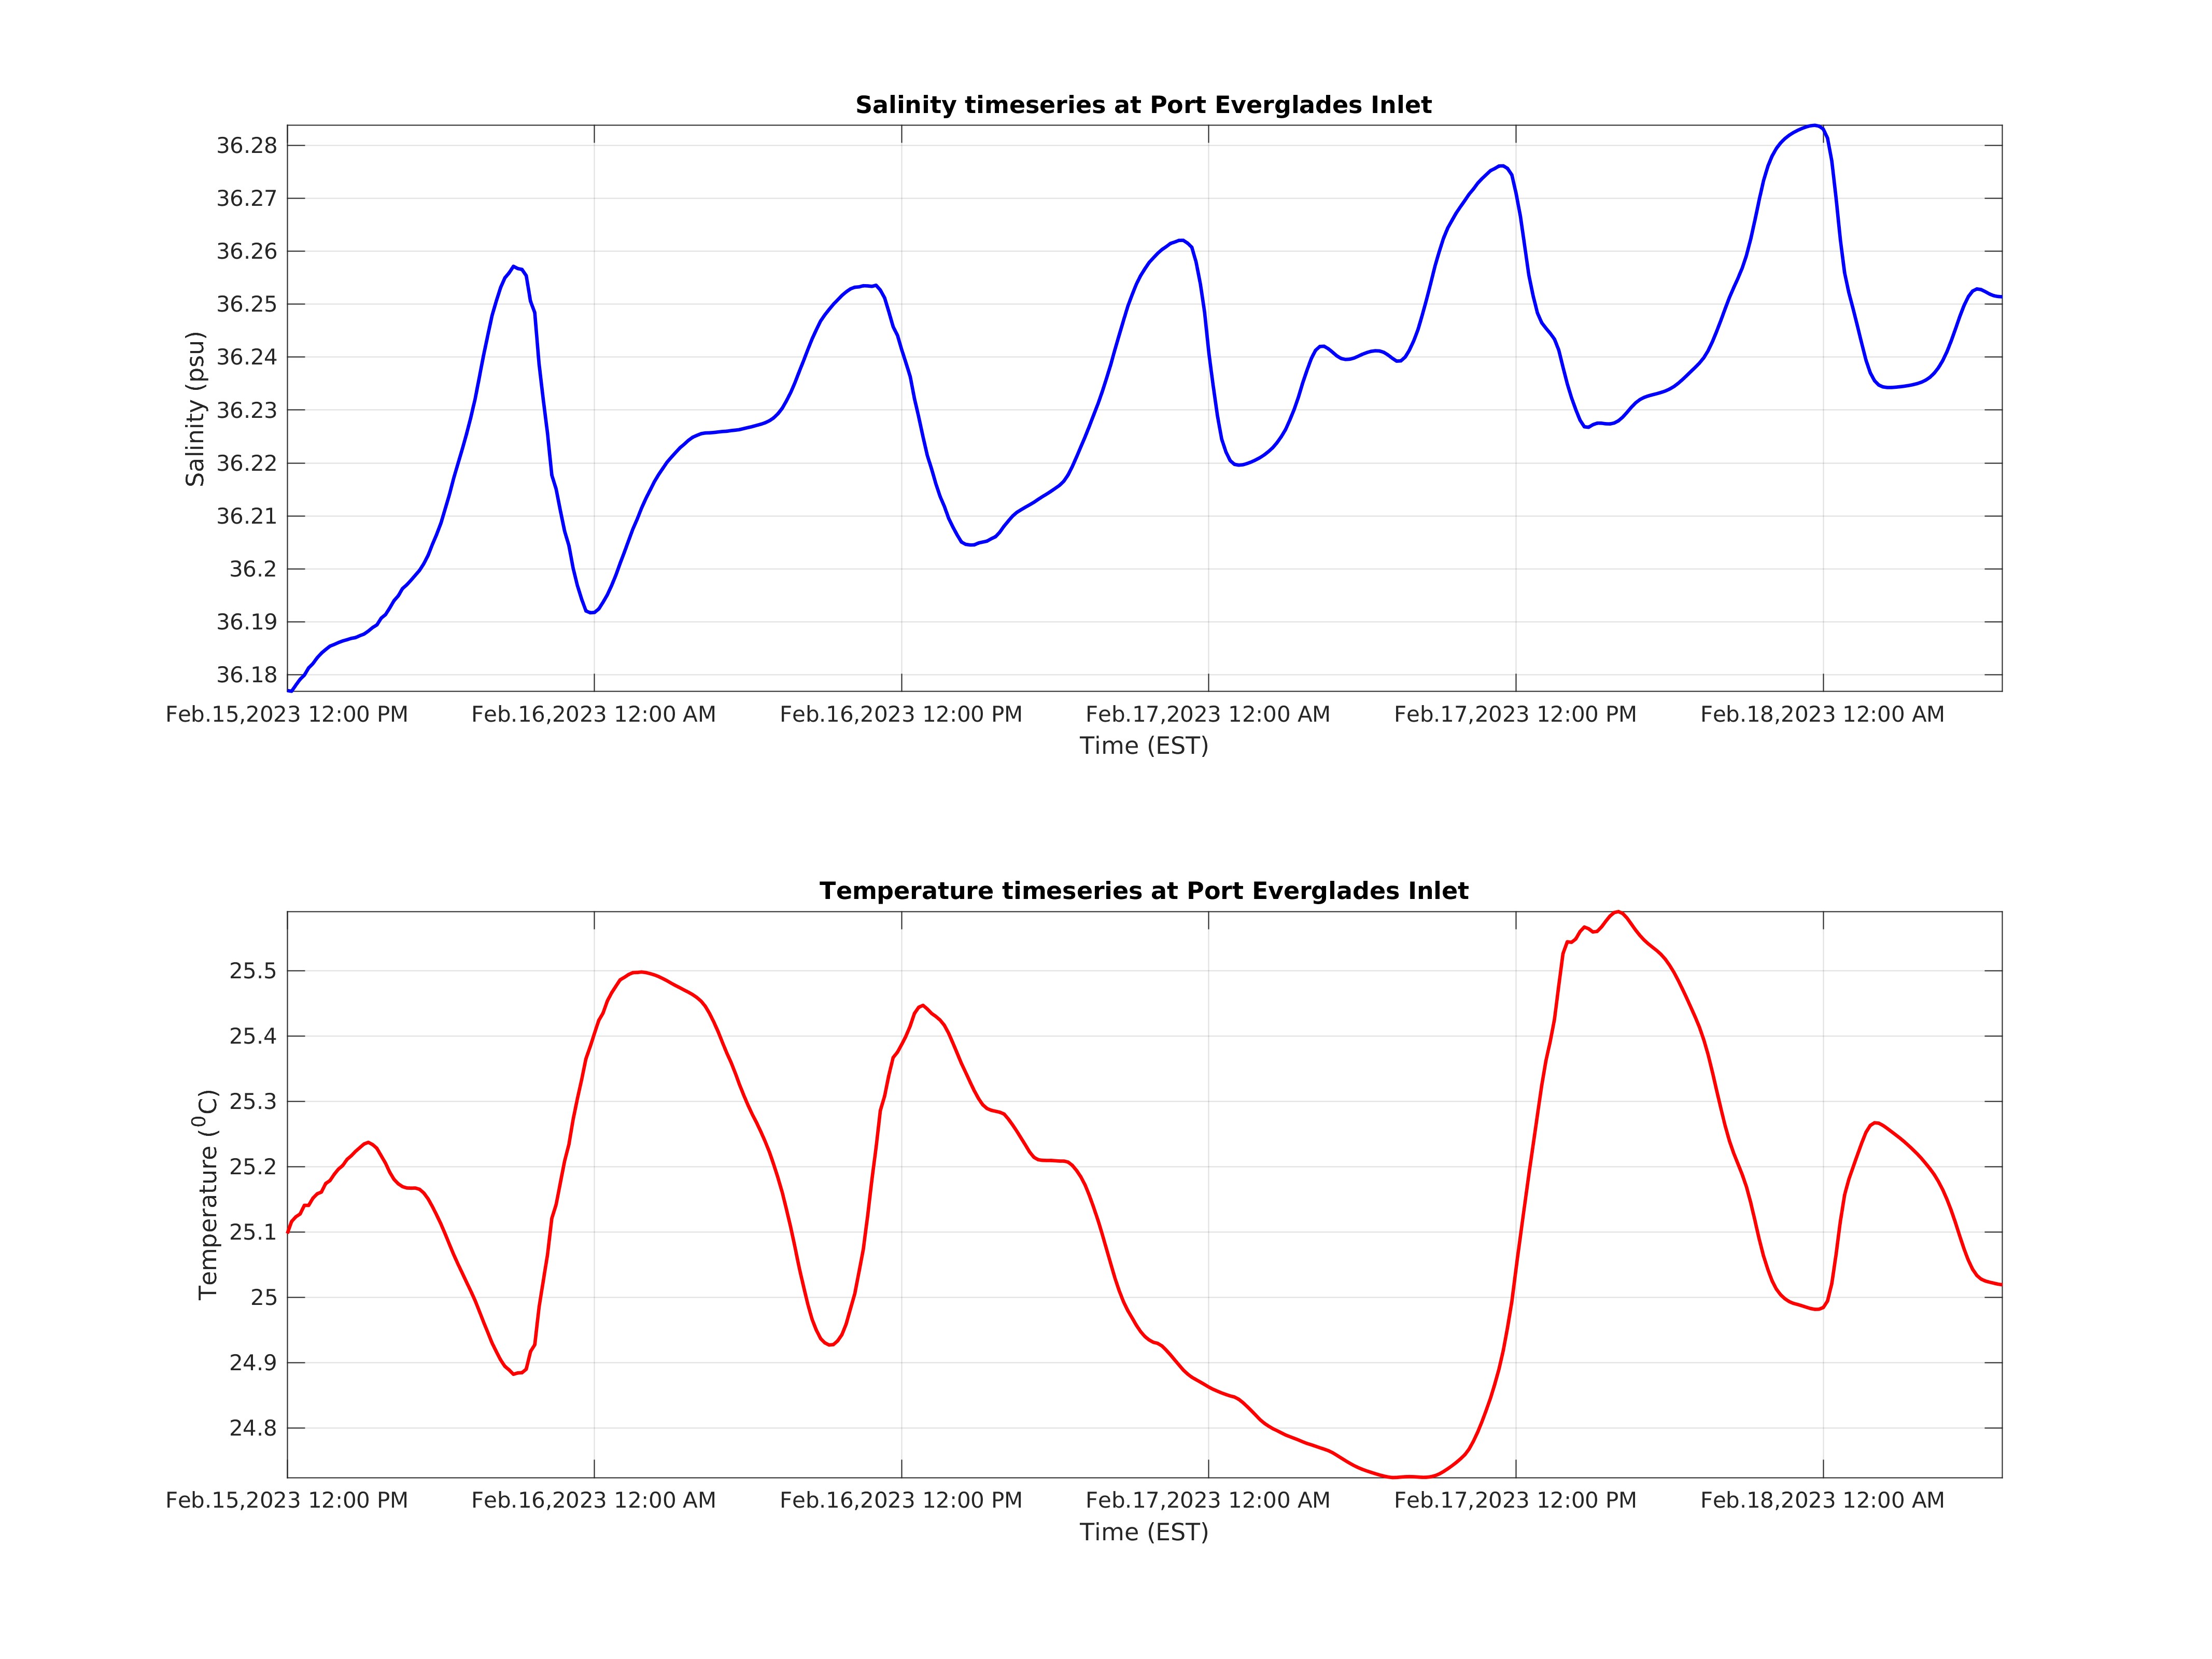 Salinity timeseries at Port Everglades Inlet
36.28
36.27
36.26
36.25
36.24
36.23
36.22
36.21
36.2
36.19
36.18
Salinity (psu)
Feb.15,2023 12:00 PM Feb.16,2023 12:00 AM Feb.16,2023 12:00 PM Feb.17,2023 12:00 AM Feb.17,2023 12:00 PM Feb.18,2023 12:00 AM
Time (EST)
Temperature timeseries at Port Everglades Inlet
25.5
25.4
25.3
25.2
25.1
25
24.9
24.8
Temperature (⁰C)
Feb.15,2023 12:00 PM Feb.16,2023 12:00 AM Feb.16,2023 12:00 PM Feb.17,2023 12:00 AM Feb.17,2023 12:00 PM Feb.18,2023 12:00 AM
Time (EST)